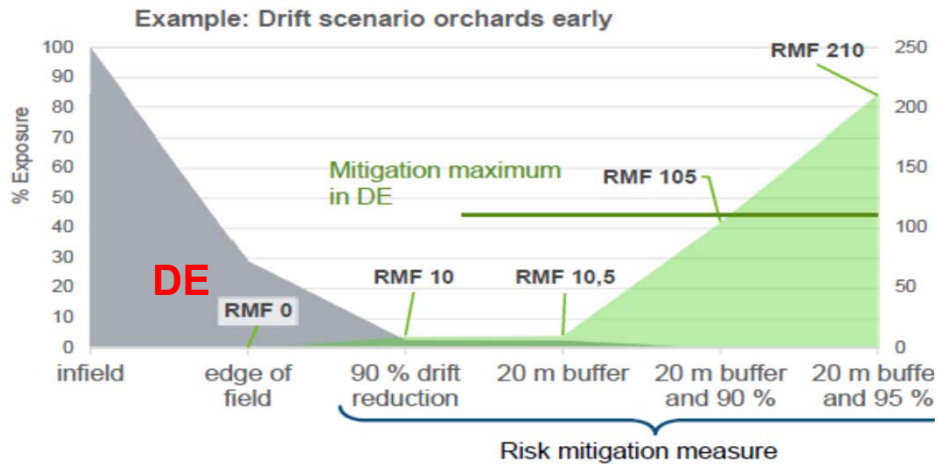 Example: Drift scenario orchards early
% Exposure
100
90
80
70
60
50
40
30
20
10
0
250
200
150
100
50
0
RMF 210
Mitigation maximum
in DE
RMF 105
DE
RMF 0
RMF 10
RMF 10,5
infield
edge of
field
90 % drift
reduction
20 m buffer
20 m buffer
and 90 %
20 m buffe
and 95 %
Risk mitigation measure